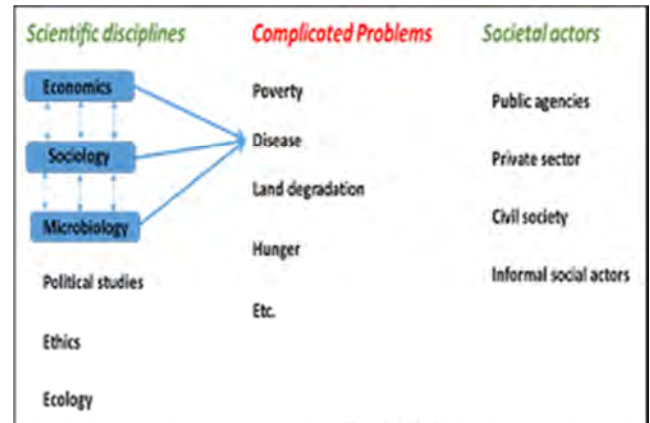 Scientific disciplines
Complicated Problems
Societal actors
Economics
Sociology
Microbiology
Political studies
Ethics
Ecology
Poverty
Disease
Land degradation
Hunger
Etc.
Public agencies
Private sector
Civil society
Informal social actors